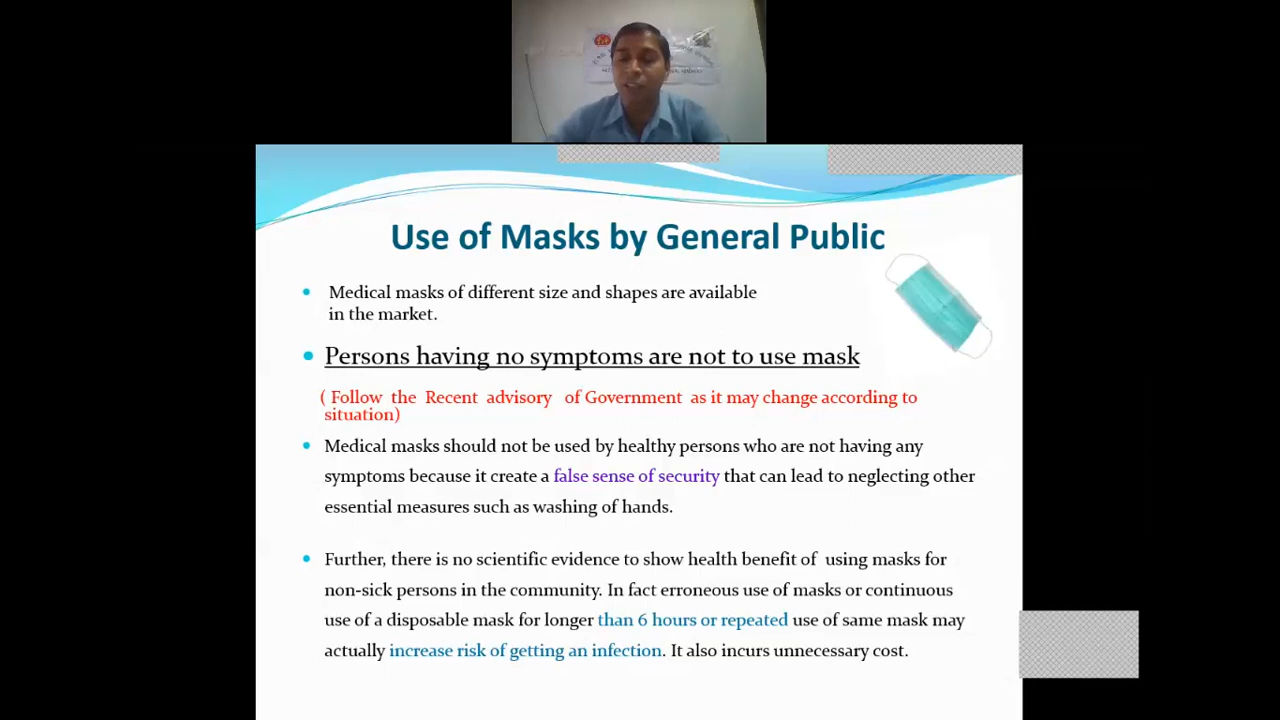 Use of Masks by General Public
• Medical masks of different size and shapes are available
in the market.
• Persons having no symptoms are not to use mask
( Follow the Recent advisory of Government as it may change according to
situation)
• Medical masks should not be used by healthy persons who are not having any
symptoms because it create a false sense of security that can lead to neglecting other
essential measures such as washing of hands.
• Further, there is no scientific evidence to show health benefit of using masks for
non-sick persons in the community. In fact erroneous use of masks or continuous
use of a disposable mask for longer than 6 hours or repeated use of same mask may
actually increase risk of getting an infection. It also incurs unnecessary cost.